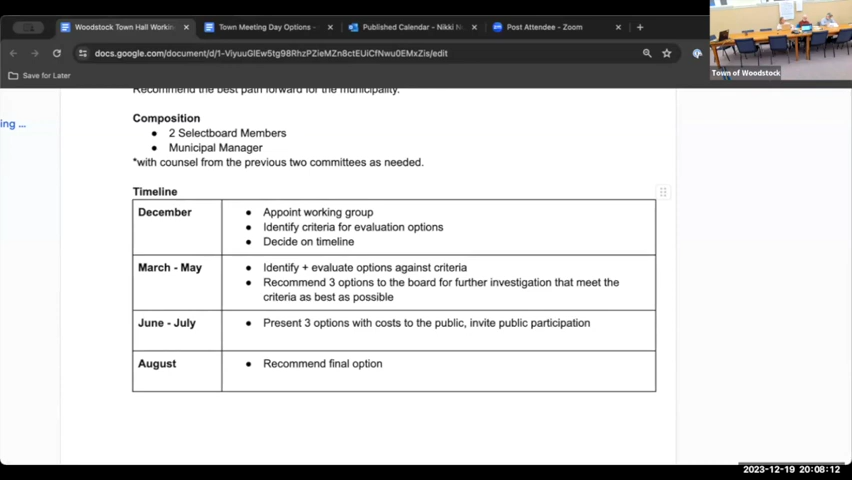 Woodstock Town Hall Workin
Town Meeting Day Options -
Published Calendar - Nikki N
Post Attendee - Zoom
docs.google.com/document/d/1-ViyuuGlEw5tg98RhzPZieMZn8ctEUiCfNwu0EMxZis/edit
Save for Later
Town of Woodstock
ing ...
Recommend the best path forward for the municipality.
Composition
● 2 Selectboard Members
● Municipal Manager
*with counsel from the previous two committees as needed.
Timeline
December
● Appoint working group
● Identify criteria for evaluation options
● Decide on timeline
March - May
● Identify + evaluate options against criteria
● Recommend 3 options to the board for further investigation that meet the
criteria as best as possible
June - July
● Present 3 options with costs to the public, invite public participation
August
● Recommend final option
2023-12-19 20:08:12